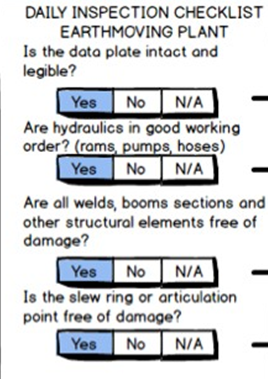 DAILY INSPECTION CHECKLIST
EARTHMOVING PLANT
Is the data plate intact and
legible?
Yes No N/A
Are hydraulics in good working
order? (rams, pumps, hoses)
Yes No N/A
Are all welds, booms sections and
other structural elements free of
damage?
Yes No N/A
Is the slew ring or articulation
point free of damage?
Yes No N/A